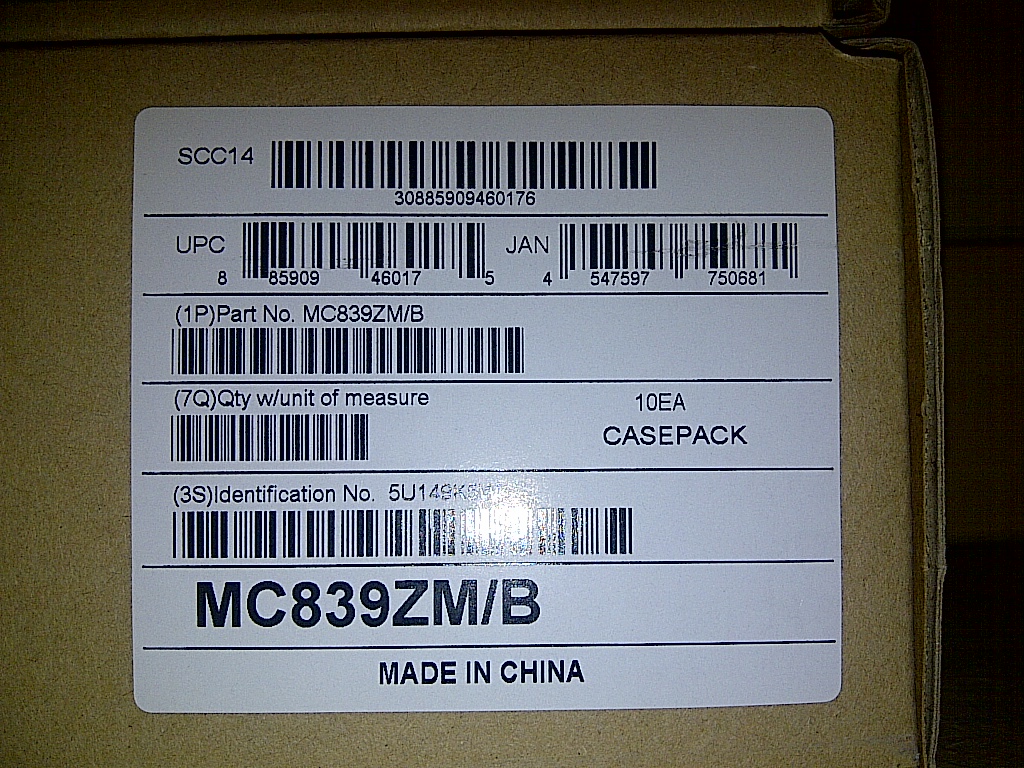 SCC14
30885909460176
UPC 8 85909 46017 5 JAN 4 547597 750681
(1P)Part No. MC839ZM/B
(7Q)Qty w/unit of measure 10EA
CASEPACK
(3S)Identification No.
MC839ZM/B
MADE IN CHINA